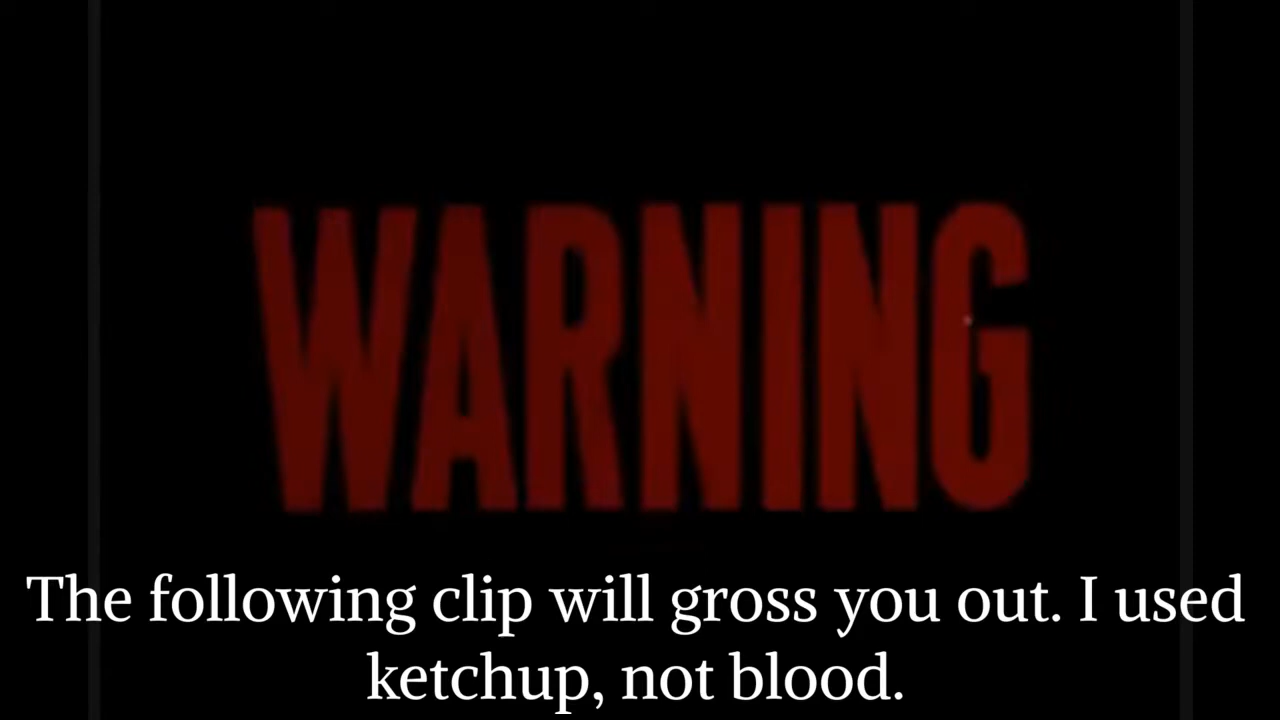 WARNING
The following clip will gross you out. I used
ketchup, not blood.